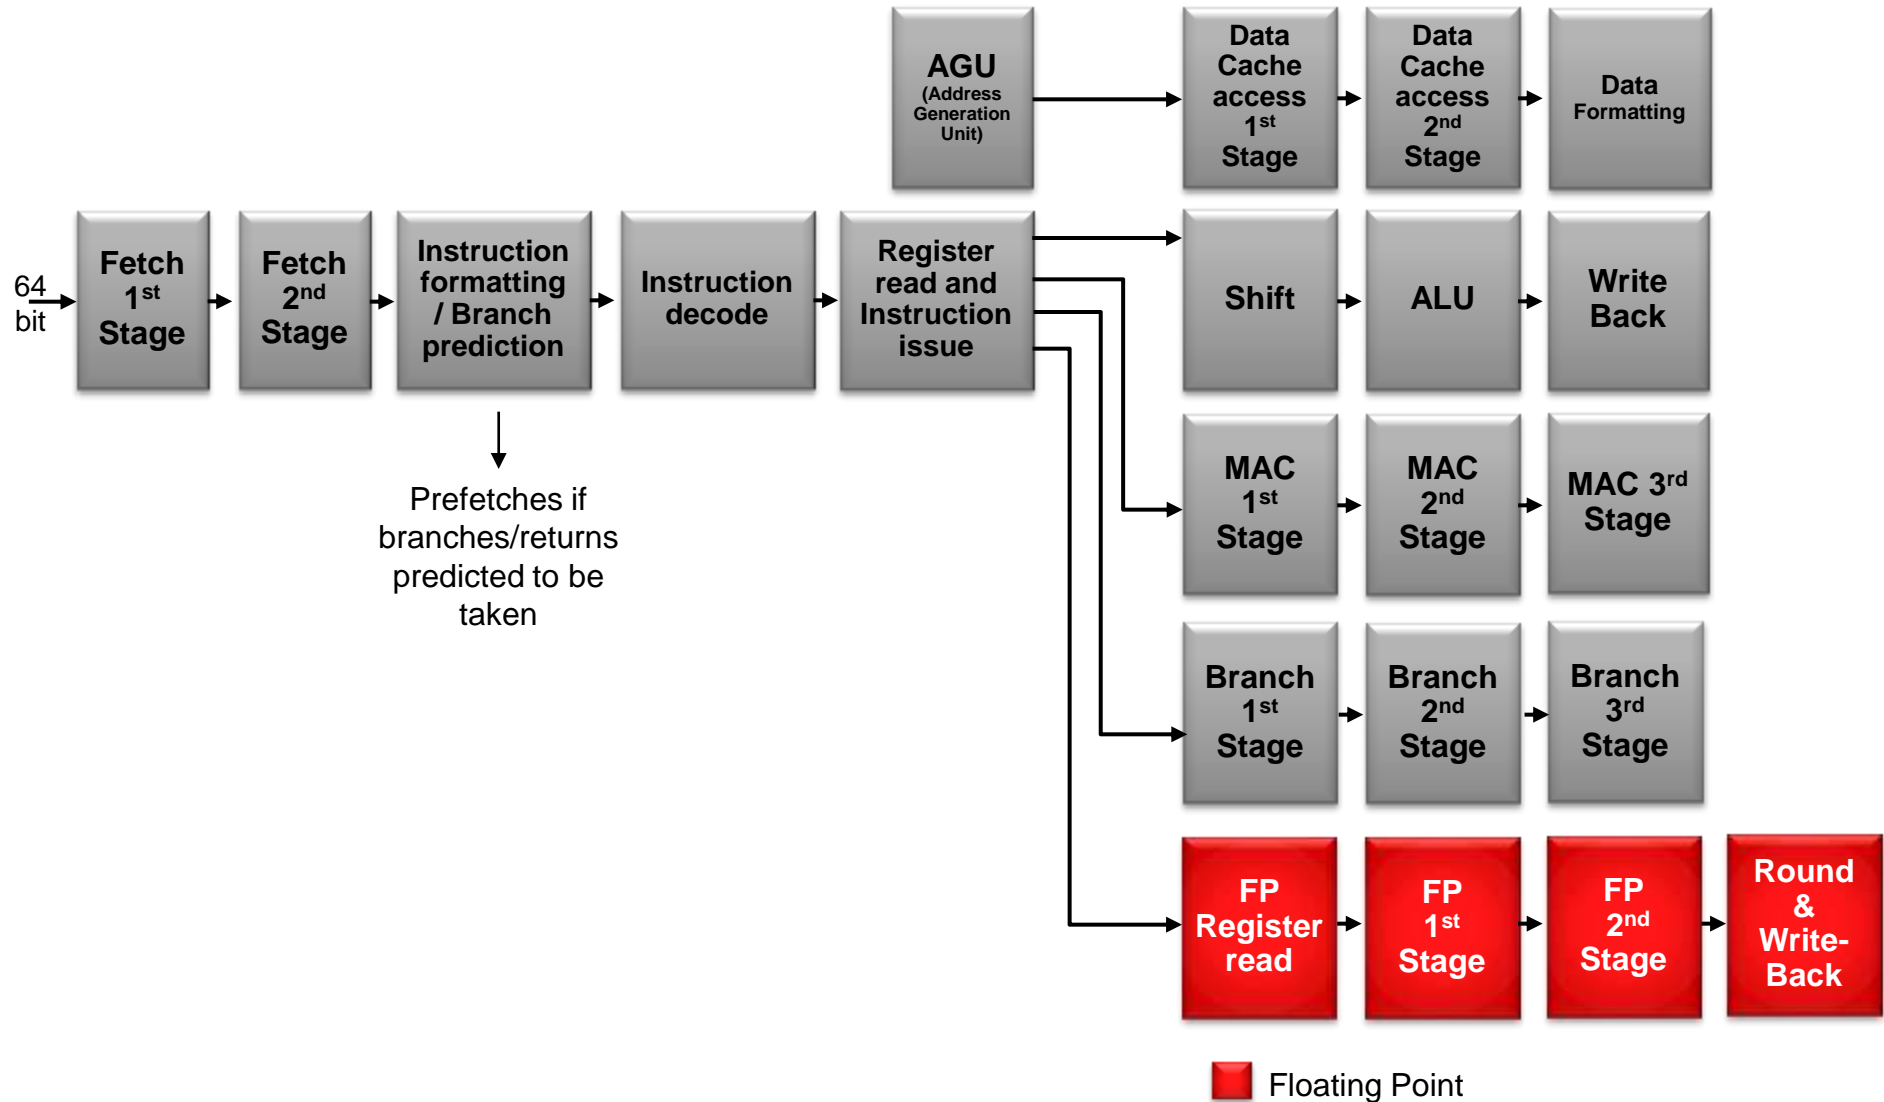 AGU
(Address
Generation
Unit)
Data
Cache
access
1st
Stage
Data
Cache
access
2nd
Stage
Data
Formatting
64
bit
Fetch
1st
Stage
Fetch
2nd
Stage
Instruction
formatting
/ Branch
prediction
Instruction
decode
Register
read and
Instruction
issue
Shift
ALU
Write
Back
Prefetches if
branches/returns
predicted to be
taken
MAC
1st
Stage
MAC
2nd
Stage
MAC 3rd
Stage
Branch
1st
Stage
Branch
2nd
Stage
Branch
3rd
Stage
FP
Register
read
FP
1st
Stage
FP
2nd
Stage
Round
&
Write-
Back
Floating Point